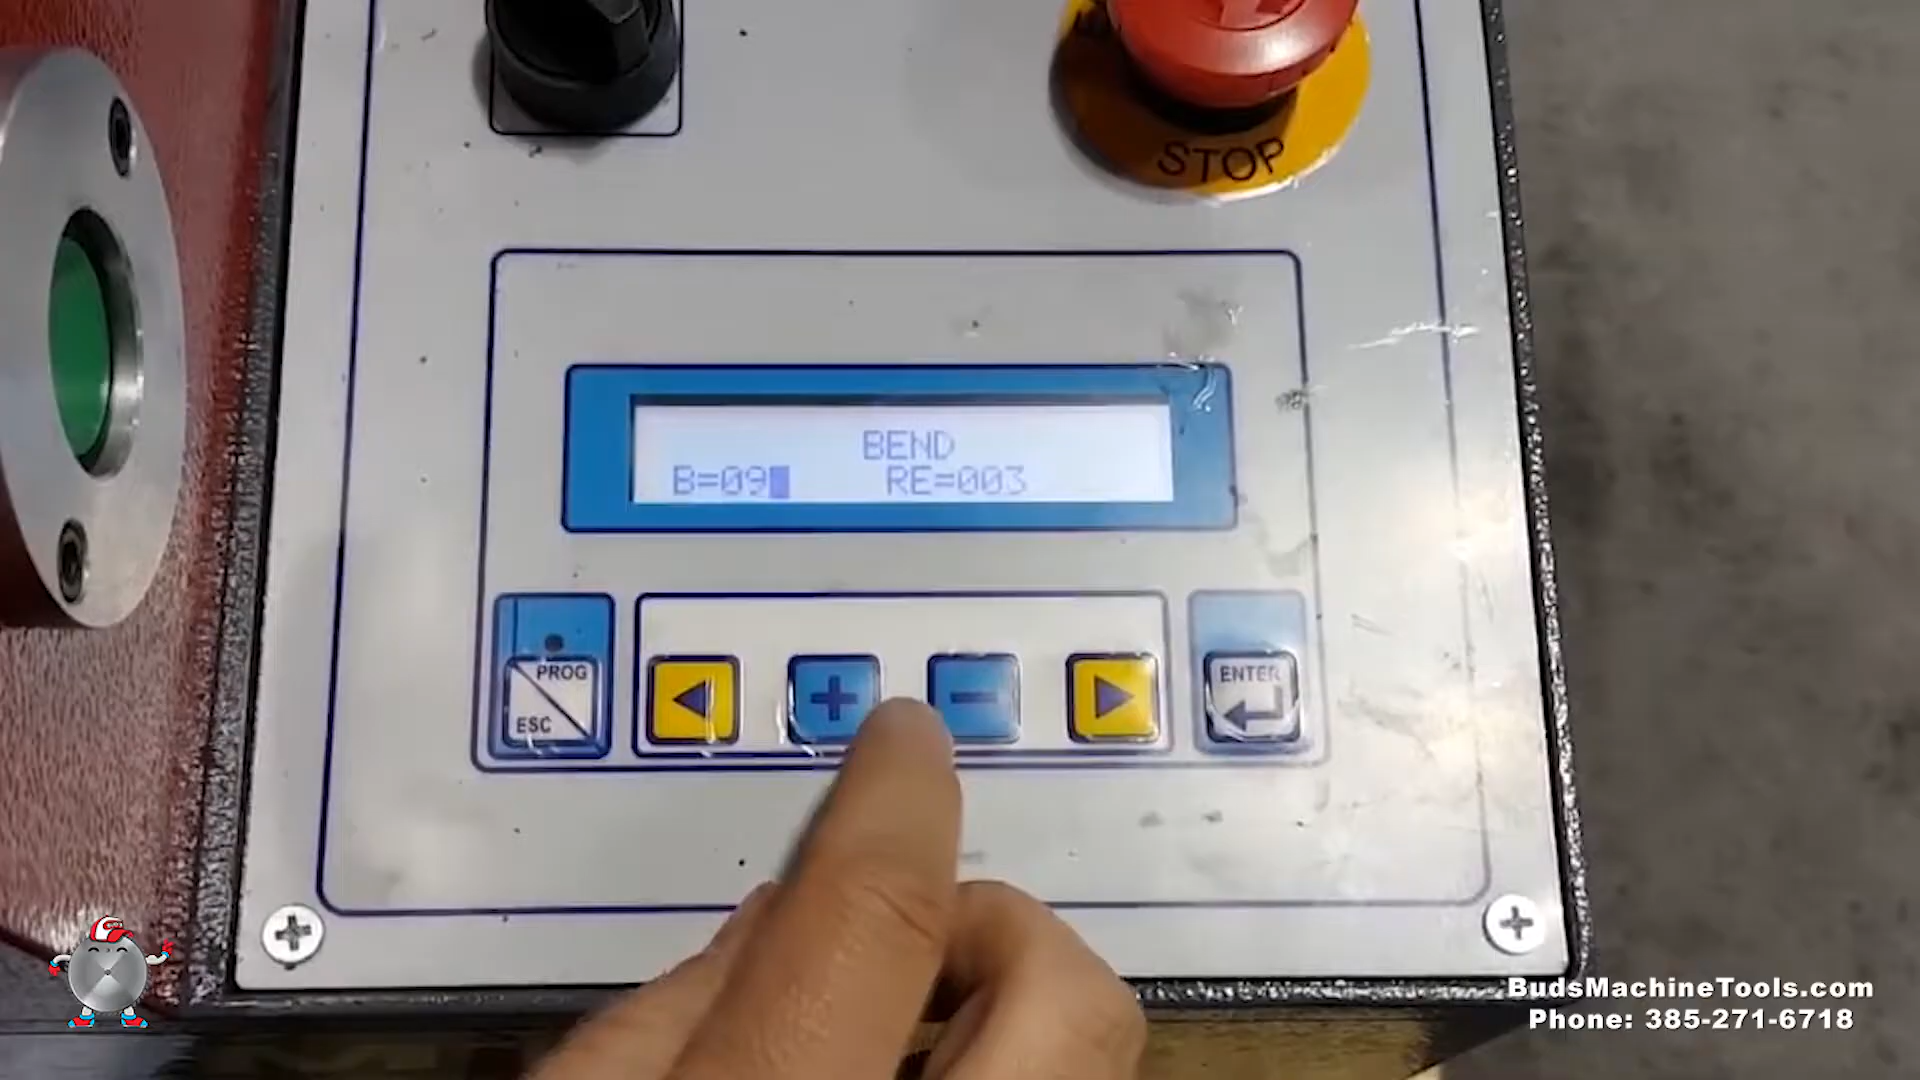 STOP
BEND
B=09 RE=003
PROG
ESC
+
-
ENTER
BudsMachineTools.com
Phone: 385-271-6718